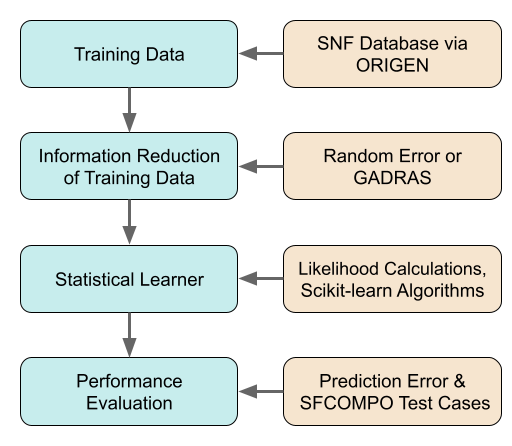 Training Data
SNF Database via
ORIGEN
Information Reduction
of Training Data
Random Error or
GADRAS
Statistical Learner
Likelihood Calculations,
Scikit-learn Algorithms
Performance
Evaluation
Prediction Error &
SFCOMPO Test Cases